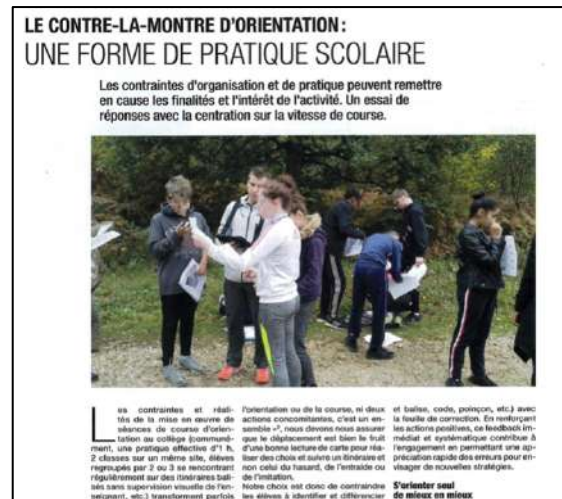 LE CONTRE-LA-MONTRE D'ORIENTATION :
UNE FORME DE PRATIQUE SCOLAIRE
Les contraintes d'organisation et de pratique peuvent remettre
en cause les finalités et l'intérêt de l'activité. Un essai de
réponses avec la centration sur la vitesse de course.
Les contraintes et réali-
tés de la mise en œuvre de
séances de course d'orien-
tation au collège (communé-
ment, une pratique effective d'1 h,
2 classes sur un même site, élèves
regroupés par 2 ou 3 se rencontrant
régulièrement sur des itinéraires bali-
sés sans supervision visuelle de l'en-
seignant, etc.) transforment parfois
l'orientation ou de la course, ni deux
actions concomitantes, c'est un en-
semble »², nous devons nous assurer
que le déplacement est bien le fruit
d'une bonne lecture de carte pour réa-
liser des choix et suivre un itinéraire et
non celui du hasard, de l'entraide ou
de l'imitation.
Notre choix est donc de contraindre
les élèves à identifier et différencier
et balise, code, poinçon, etc.) avec
la feuille de correction. En renforçant
les actions positives, ce feedback im-
médiat et systématique contribue à
l'engagement en permettant une ap-
préciation rapide des erreurs pour en-
visager de nouvelles stratégies.
S'orienter seul
de mieux en mieux